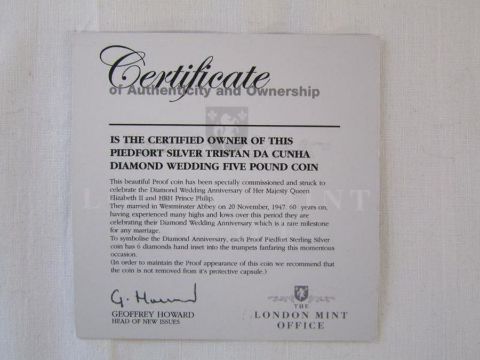 Certificate
of Authenticity and Ownership
IS THE CERTIFIED OWNER OF THIS
PIEDFORT SILVER TRISTAN DA CUNHA
DIAMOND WEDDING FIVE POUND COIN
This beautiful Proof coin has been specially commissioned and struck to
celebrate the Diamond Wedding Anniversary of Her Majesty Queen
Elizabeth II and HRH Prince Philip.
They married in Westminster Abbey on 20 November, 1947. 60 years on,
having experienced many highs and lows over this period they are
celebrating their Diamond Wedding Anniversary which is a rare milestone
for any marriage.
To symbolise the Diamond Anniversary, each Proof Piedfort Sterling Silver
coin has 6 diamonds hand inset into the trumpets fanfaring this momentous
occasion.
(In order to maintain the Proof appearance of this coin we recommend that
the coin is not removed from it's protective capsule.)
G. Howard
GEOFFREY HOWARD
HEAD OF NEW ISSUES
THE
LONDON MINT
OFFICE